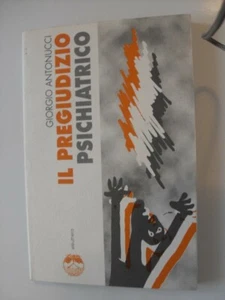 GIORGIO ANTONUCCI
IL PREGIUDIZIO
PSICHIATRICO